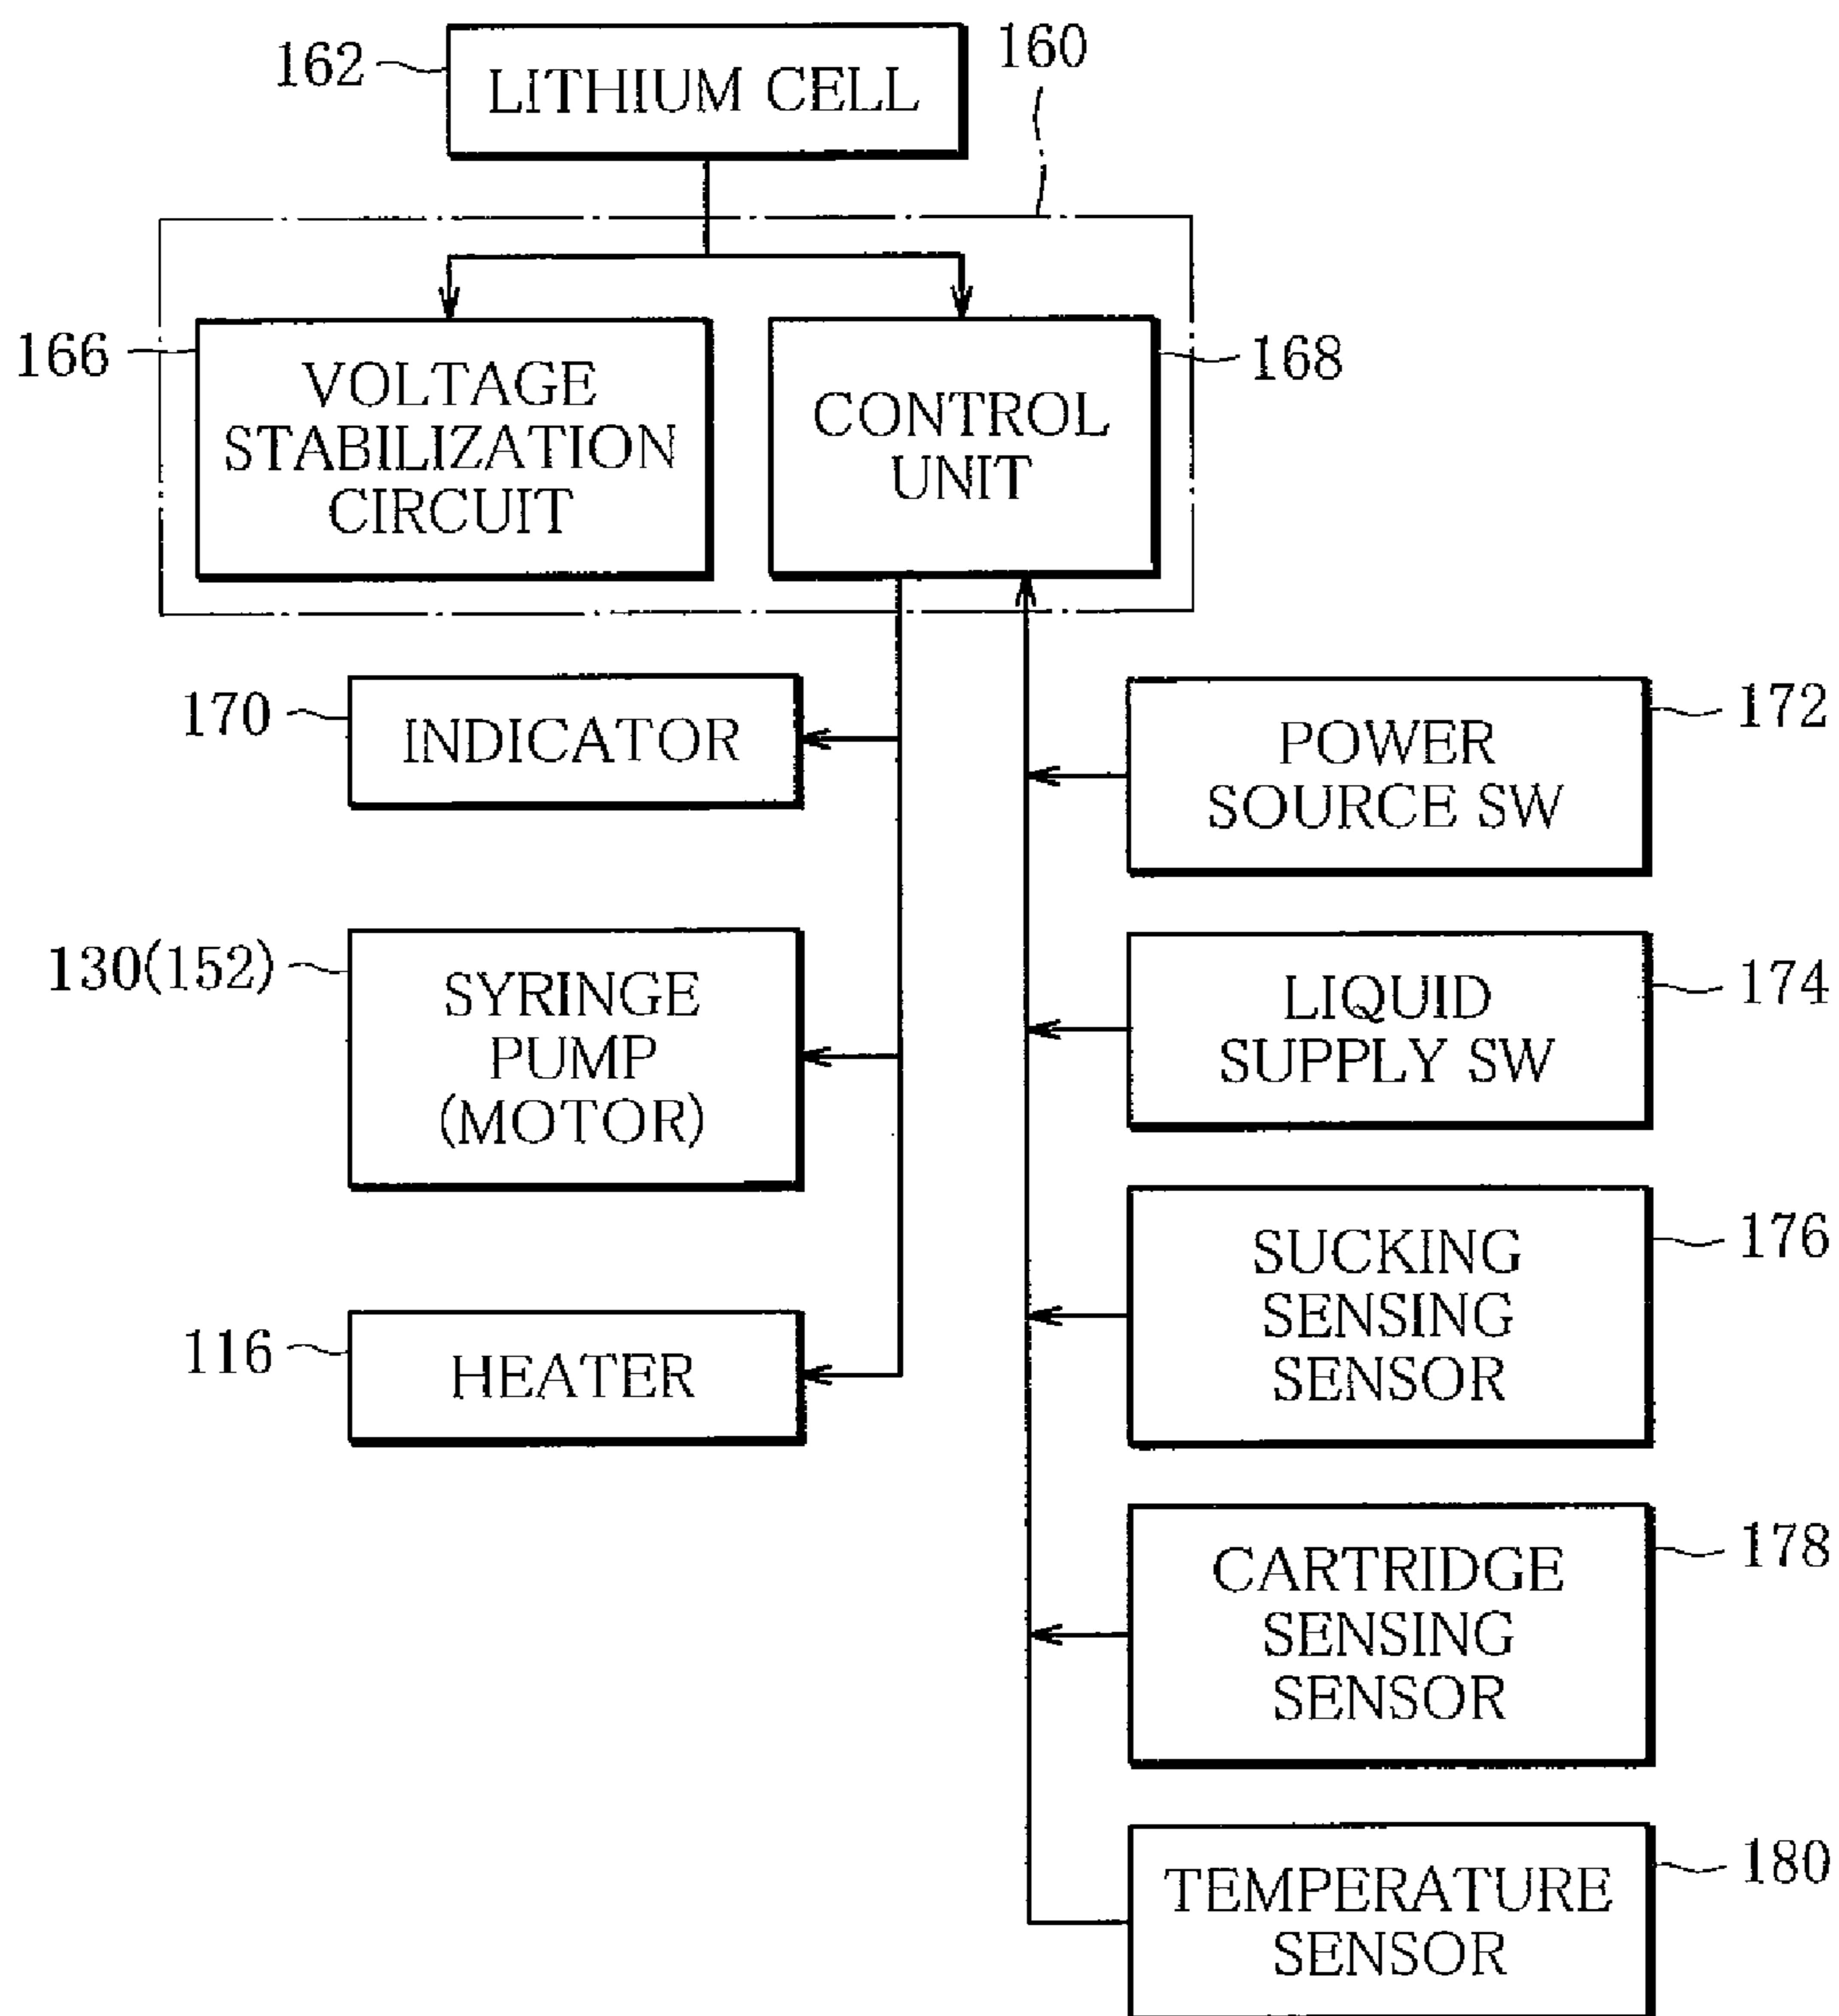 162
LITHIUM CELL
160
166
VOLTAGE
STABILIZATION
CIRCUIT
CONTROL
UNIT
168
170
INDICATOR
POWER
SOURCE SW
172
130(152)
SYRINGE
PUMP
(MOTOR)
LIQUID
SUPPLY SW
174
116
HEATER
SUCKING
SENSING
SENSOR
176
CARTRIDGE
SENSING
SENSOR
178
TEMPERATURE
SENSOR
180